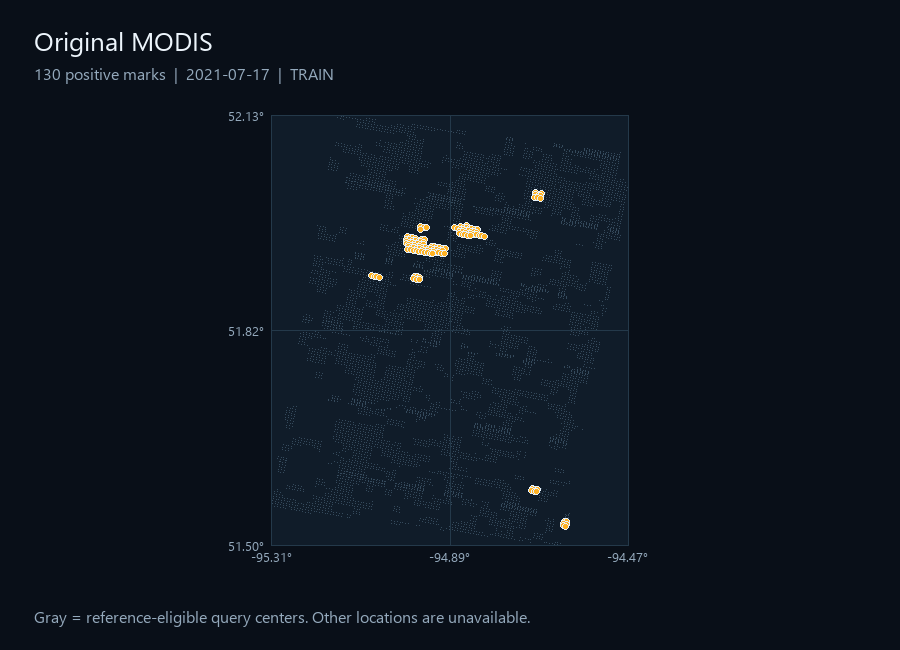 Original MODIS
130 positive marks | 2021-07-17 | TRAIN
52.13°
51.82°
51.50°
-95.31° -94.89° -94.47°
Gray = reference-eligible query centers. Other locations are unavailable.